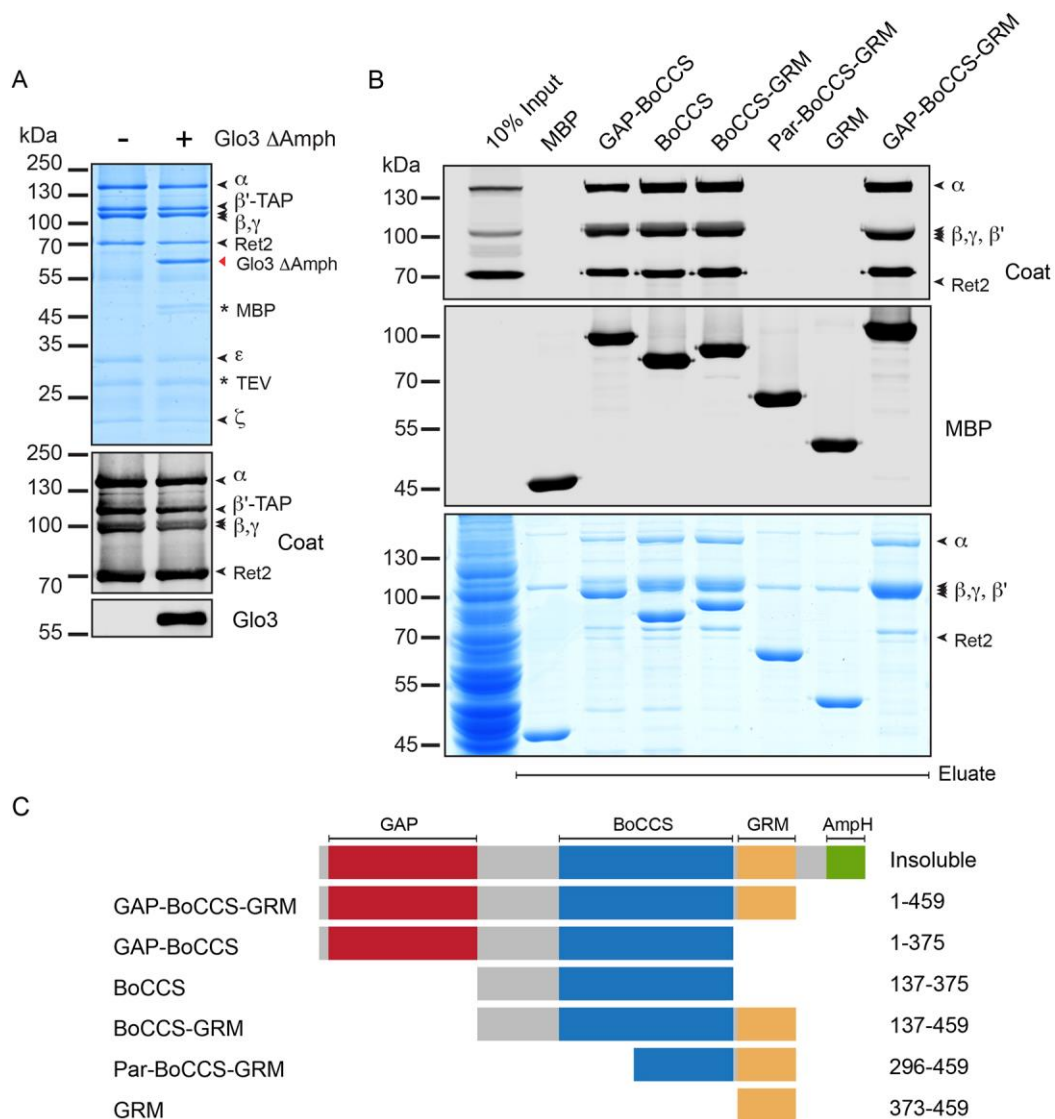 A
kDa
- + Glo3 ΔAmph
250
130
100
70
45
35
25
α
β'-TAP
β,γ
Ret2
Glo3 ΔAmph
* MBP
ε
* TEV
ζ
250
130
100
70
α
β'-TAP
β,γ
Coat
Ret2
55
Glo3
B
10% Input
MBP
GAP-BoCCS
BoCCS
BoCCS-GRM
Par-BoCCS-GRM
GRM
GAP-BoCCS-GRM
kDa
130
100
70
α
β,γ, β'
Ret2
Coat
100
70
55
45
MBP
130
100
70
55
45
α
β,γ, β'
Ret2
Eluate
C
GAP BoCCS GRM AmpH
Insoluble
GAP-BoCCS-GRM 1-459
GAP-BoCCS 1-375
BoCCS 137-375
BoCCS-GRM 137-459
Par-BoCCS-GRM 296-459
GRM 373-459